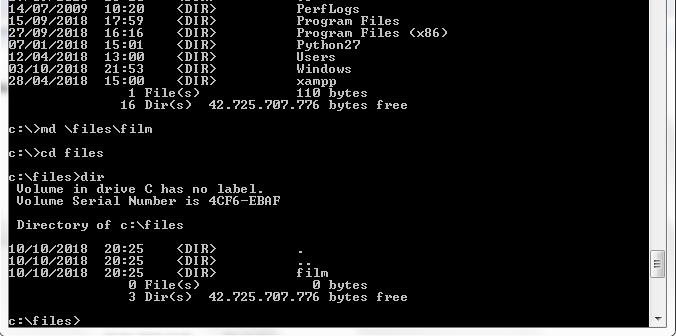 14/07/2009  10:20    <DIR>          PerfLogs
15/09/2018  17:59    <DIR>          Program Files
27/09/2018  16:16    <DIR>          Program Files (x86)
07/01/2018  15:01    <DIR>          Python27
12/04/2018  13:00    <DIR>          Users
03/10/2018  21:53    <DIR>          Windows
28/04/2018  15:00    <DIR>          xampp
1 File(s)            110 bytes
16 Dir(s)  42.725.707.776 bytes free
c:\>md \files\film
c:\>cd files
c:\files>dir
Volume in drive C has no label.
Volume Serial Number is 4CF6-EBAF
Directory of c:\files
10/10/2018  20:25    <DIR>          .
10/10/2018  20:25    <DIR>          ..
10/10/2018  20:25    <DIR>          film
0 File(s)              0 bytes
3 Dir(s)  42.725.707.776 bytes free
c:\files>